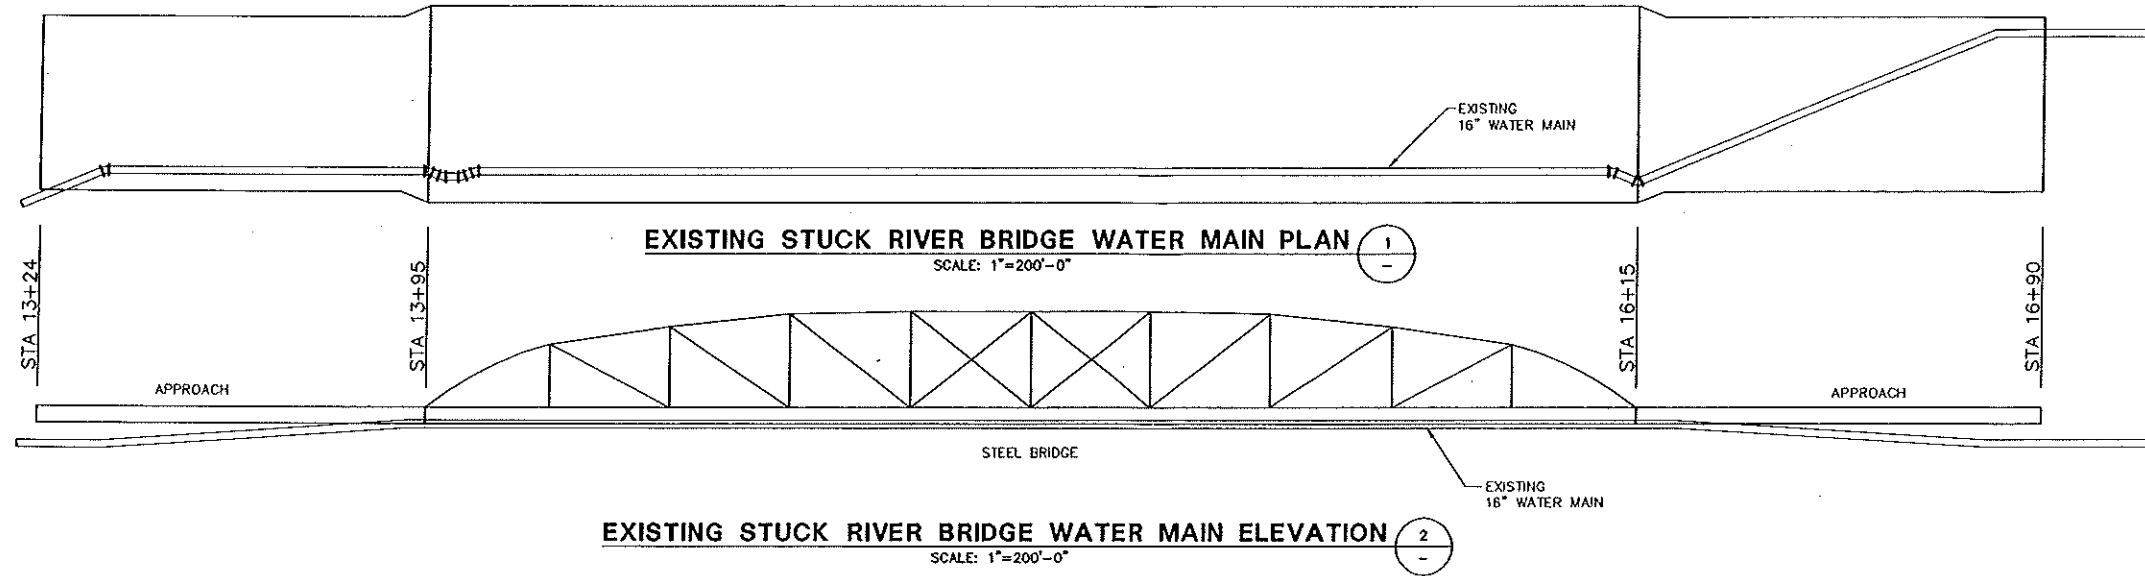 EXISTING
16" WATER MAIN
EXISTING STUCK RIVER BRIDGE WATER MAIN PLAN
SCALE: 1"=200'-0"
1
-
STA 13+24
STA 13+95
STA 16+15
STA 16+90
APPROACH
APPROACH
STEEL BRIDGE
EXISTING
16" WATER MAIN
EXISTING STUCK RIVER BRIDGE WATER MAIN ELEVATION
SCALE: 1"=200'-0"
2
-